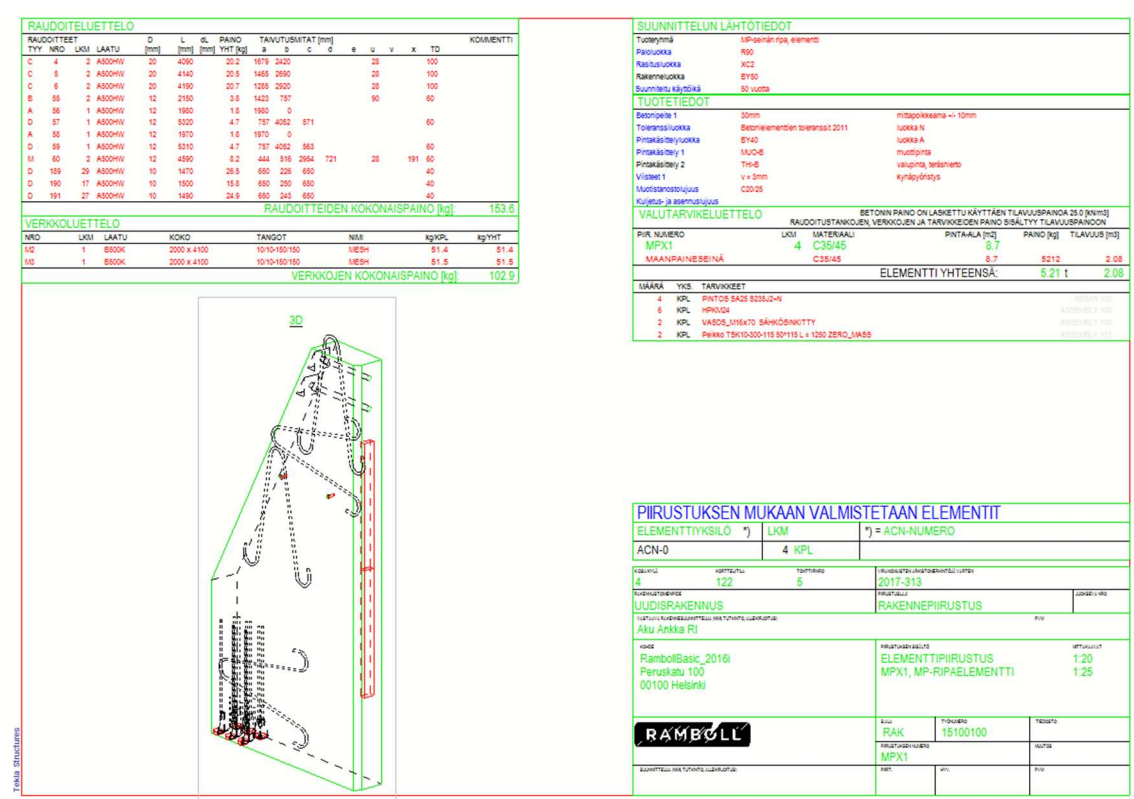 RAUDOITELUETTELO
RAUDOITTEET D L dL PAINO TAIVUTUSMITAT [mm] KOMMENTTI
TYY NRO LKM LAATU [mm] [mm] [mm] YHT [kg] a b c d e u v x TD
C 4 2 A500HW 20 4090 20.2 1679 2420 28 100
C 5 2 A500HW 20 4140 20.5 1465 2690 28 100
C 6 2 A500HW 20 4190 20.7 1285 2920 28 100
B 55 2 A500HW 12 2150 3.8 1423 757 90 60
A 56 1 A500HW 12 1980 1.8 1980 0
D 57 1 A500HW 12 5320 4.7 757 4052 571 60
A 58 1 A500HW 12 1970 1.8 1970 0
D 59 1 A500HW 12 5310 4.7 757 4052 563 60
M 60 2 A500HW 12 4590 8.2 444 516 2954 721 28 191 60
D 189 29 A500HW 10 1470 26.5 650 226 650 40
D 190 17 A500HW 10 1500 15.8 650 250 650 40
D 191 27 A500HW 10 1490 24.9 650 243 650 40
RAUDOITTEIDEN KOKONAISPAINO [kg]: 153.6
VERKKOLUETTELO
NRO LKM LAATU KOKO TANGOT NIMI kg/KPL kg/YHT
M2 1 B500K 2000 x 4100 10/10-150/150 MESH 51.4 51.4
M3 1 B500K 2000 x 4100 10/10-150/150 MESH 51.5 51.5
VERKKOJEN KOKONAISPAINO [kg]: 102.9
3D
Tekla Structures
SUUNNITTELUN LÄHTÖTIEDOT
Tuoteryhmä MP-seinän ripa, elementti
Paloluokka R90
Rasitusluokka XC2
Rakenneluokka BY50
Suunniteltu käyttöikä 50 vuotta
TUOTETIEDOT
Betonipeite 1 30mm mittapoikkeama +/- 10mm
Toleranssiluokka Betonielementtien toleranssit 2011 luokka N
Pintakäsittelyluokka BY40 luokka A
Pintakäsittely 1 MUO-B muottipinta
Pintakäsittely 2 THI-B valupinta, teräshierto
Viisteet 1 v = 3mm kynäpyöristys
Muotistanostolujuus C20/25
Kuljetus- ja asennuslujuus
VALUTARVIKELUETTELO BETONIN PAINO ON LASKETTU KÄYTTÄEN TILAVUUSPAINOA 25.0 [KN/M3]
RAUDOITUSTANKOJEN, VERKKOJEN JA TARVIKKEIDEN PAINO SISÄLTYY TILAVUUSPAINOON
PIIR. NUMERO LKM MATERIAALI PINTA-ALA [m2] PAINO [kg] TILAVUUS [m3]
MPX1 4 C35/45 8.7
MAANPAINESEINÄ C35/45 8.7 5212 2.08
ELEMENTTI YHTEENSÄ: 5.21 t 2.08
MÄÄRÄ YKS. TARVIKKEET
4 KPL PINTOS SA25 S235J2+N
6 KPL HPKM24
2 KPL VASDS_M16x70 SÄHKÖSINKITTY
2 KPL Peikko TSK10-300-115 50*115 L = 1250 ZERO_MASS
PIIRUSTUKSEN MUKAAN VALMISTETAAN ELEMENTIT
ELEMENTTIYKSILÖ *) LKM *) = ACN-NUMERO
ACN-0 4 KPL
4 122 5 2017-313
UUDISRAKENNUS RAKENNEPIIRUSTUS
Aku Ankka RI
KOHDE PIIRUSTUKSEN SISÄLTÖ MITTAKAAVAT
RambollBasic_2016i ELEMENTTIPIIRUSTUS 1:20
Peruskatu 100 MPX1, MP-RIPAELEMENTTI 1:25
00100 Helsinki
TYÖNUMERO TIEDOSTO
RAMBOLL RAK 15100100
PIIRUSTUKSEN NUMERO MUUTOS
MPX1
PIIRT. HYV. PVM